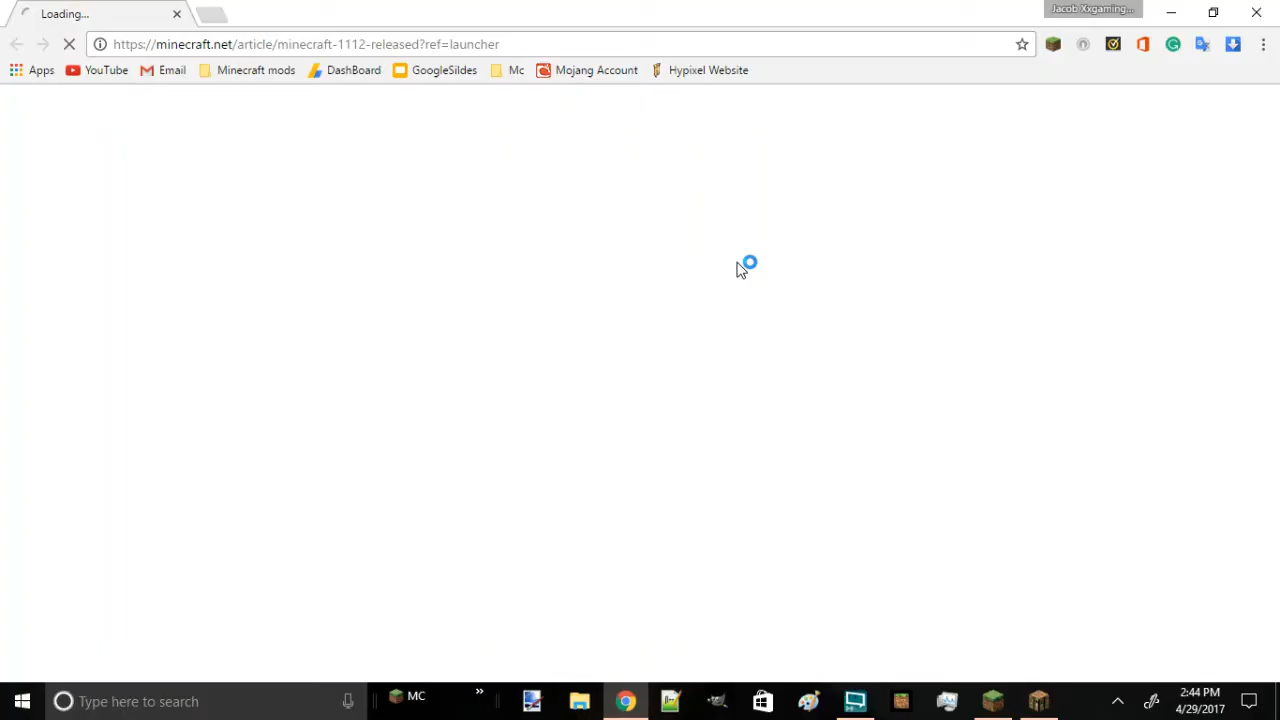 Loading...
Jacob Xxgaming...
https://minecraft.net/article/minecraft-1112-released?ref=launcher
Apps YouTube Email Minecraft mods DashBoard GoogleSildes Mc Mojang Account Hypixel Website
Type here to search MC 2:44 PM
4/29/2017